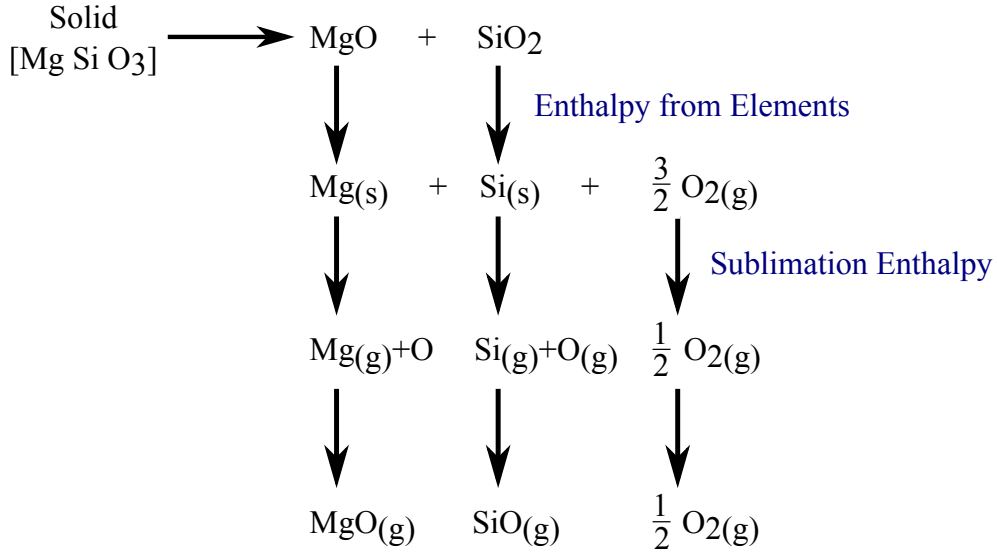 Solid
[Mg Si O3]
MgO + SiO2
Enthalpy from Elements
Mg(s) + Si(s) + 3/2 O2(g)
Sublimation Enthalpy
Mg(g)+O Si(g)+O(g) 1/2 O2(g)
MgO(g) SiO(g) 1/2 O2(g)